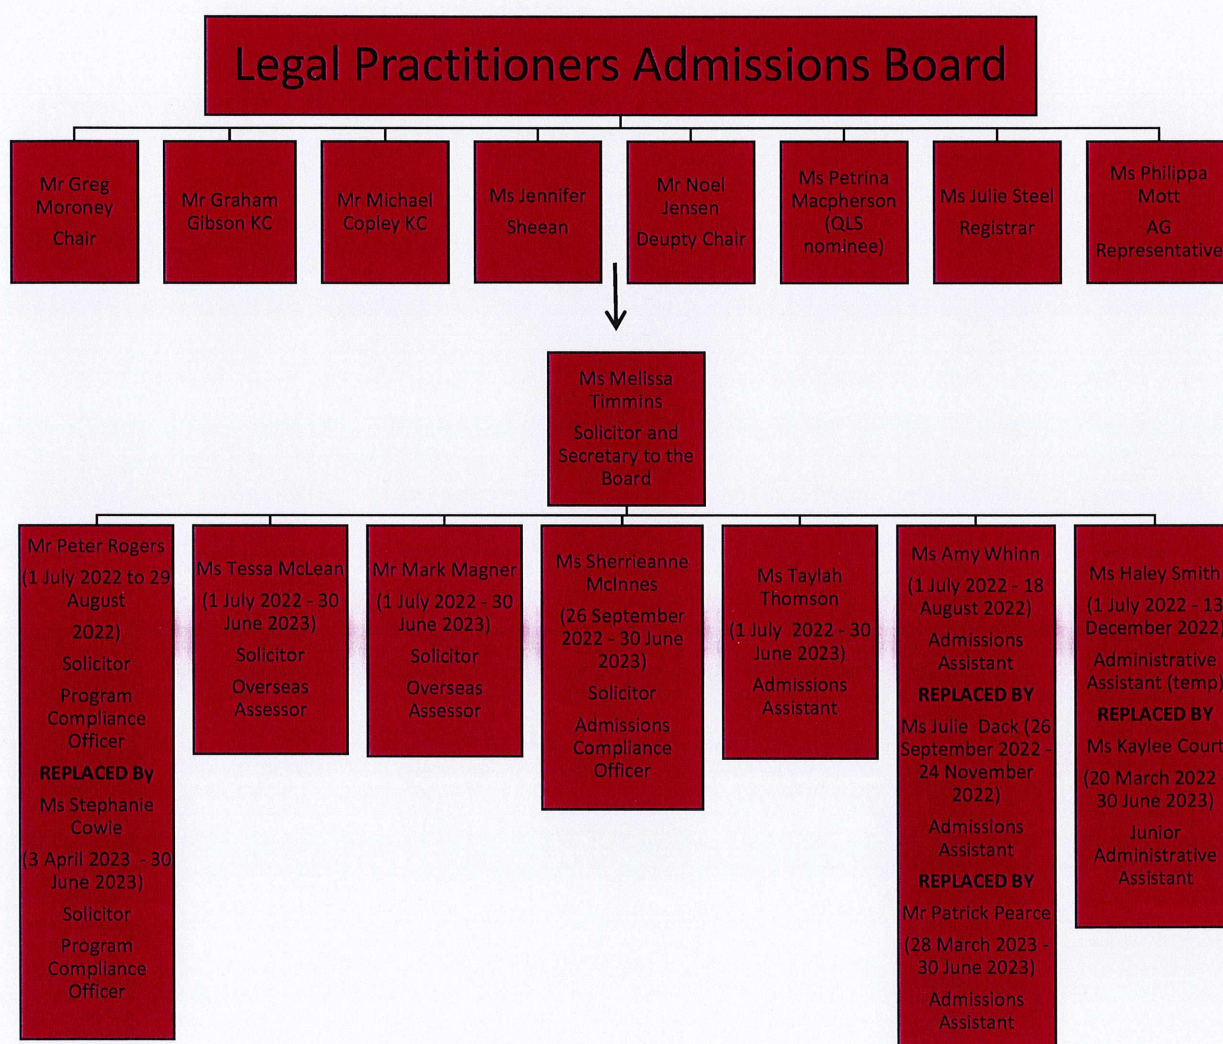 Legal Practitioners Admissions Board
Mr Greg
Moroney
Chair
Mr Graham
Gibson KC
Mr Michael
Copley KC
Ms Jennifer
Sheean
Mr Noel
Jensen
Deupty Chair
Ms Petrina
Macpherson
(QLS
nominee)
Ms Julie Steel
Registrar
Ms Philippa
Mott
AG
Representative
Ms Melissa
Timmins
Solicitor and
Secretary to the
Board
Mr Peter Rogers
(1 July 2022 to 29
August
2022)
Solicitor
Program
Compliance
Officer
REPLACED By
Ms Stephanie
Cowle
(3 April 2023 - 30
June 2023)
Solicitor
Program
Compliance
Officer
Ms Tessa McLean
(1 July 2022 - 30
June 2023)
Solicitor
Overseas
Assessor
Mr Mark Magner
(1 July 2022 - 30
June 2023)
Solicitor
Overseas
Assessor
Ms Sherrieanne
McInnes
(26 September
2022 - 30 June
2023)
Solicitor
Admissions
Compliance
Officer
Ms Taylah
Thomson
(1 July 2022 - 30
June 2023)
Admissions
Assistant
Ms Amy Whinn
(1 July 2022 - 18
August 2022)
Admissions
Assistant
REPLACED BY
Ms Julie Dack (26
September 2022 -
24 November
2022)
Admissions
Assistant
REPLACED BY
Mr Patrick Pearce
(28 March 2023 -
30 June 2023)
Admissions
Assistant
Ms Haley Smith
(1 July 2022 - 13
December 2022)
Administrative
Assistant (temp)
REPLACED BY
Ms Kaylee Court
(20 March 2022 -
30 June 2023)
Junior
Administrative
Assistant